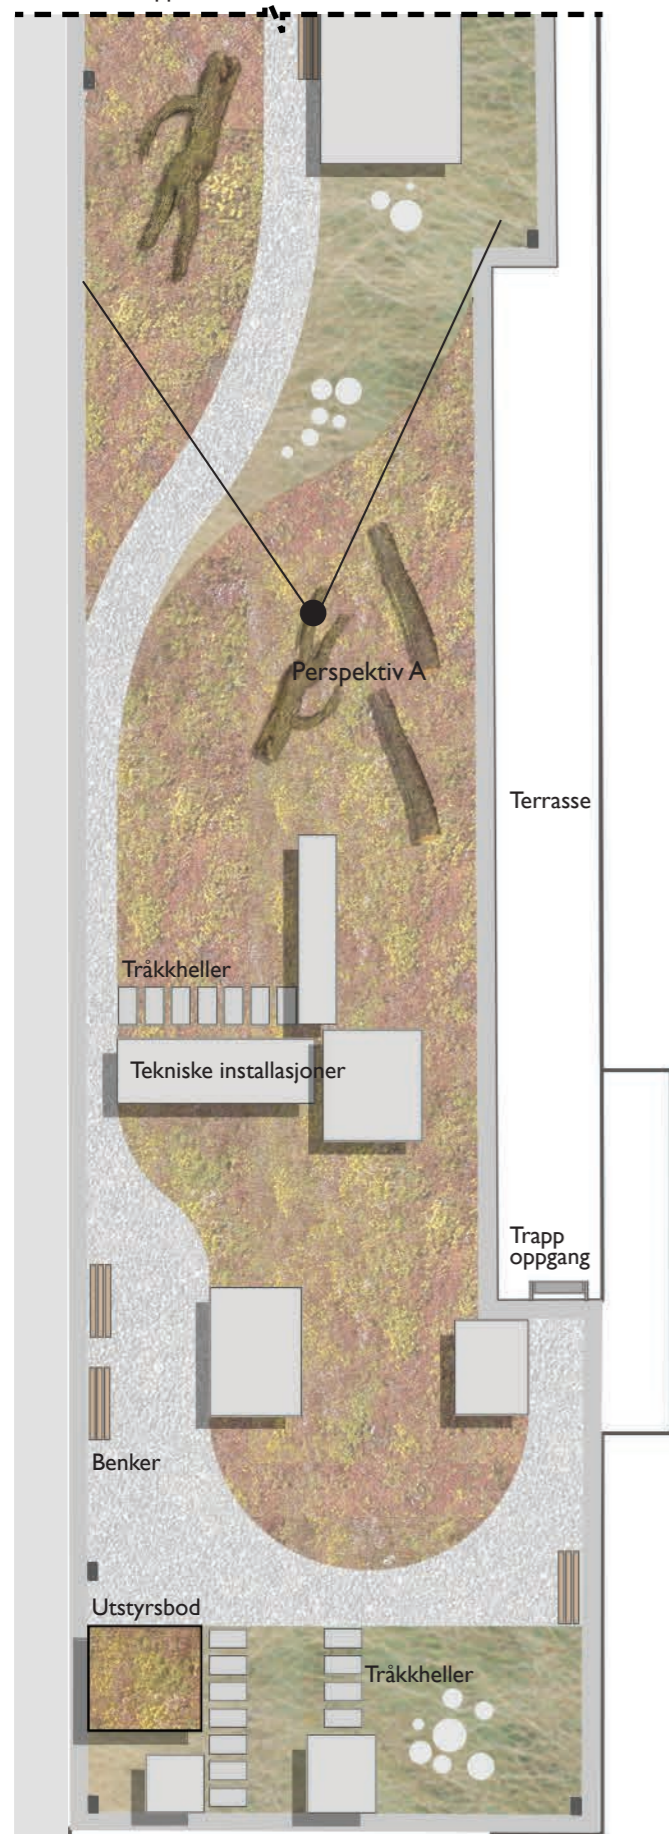 Perspektiv A
Terrasse
Tråkkheller
Tekniske installasjoner
Trapp
oppgang
Benker
Utstyrsbod
Tråkkheller